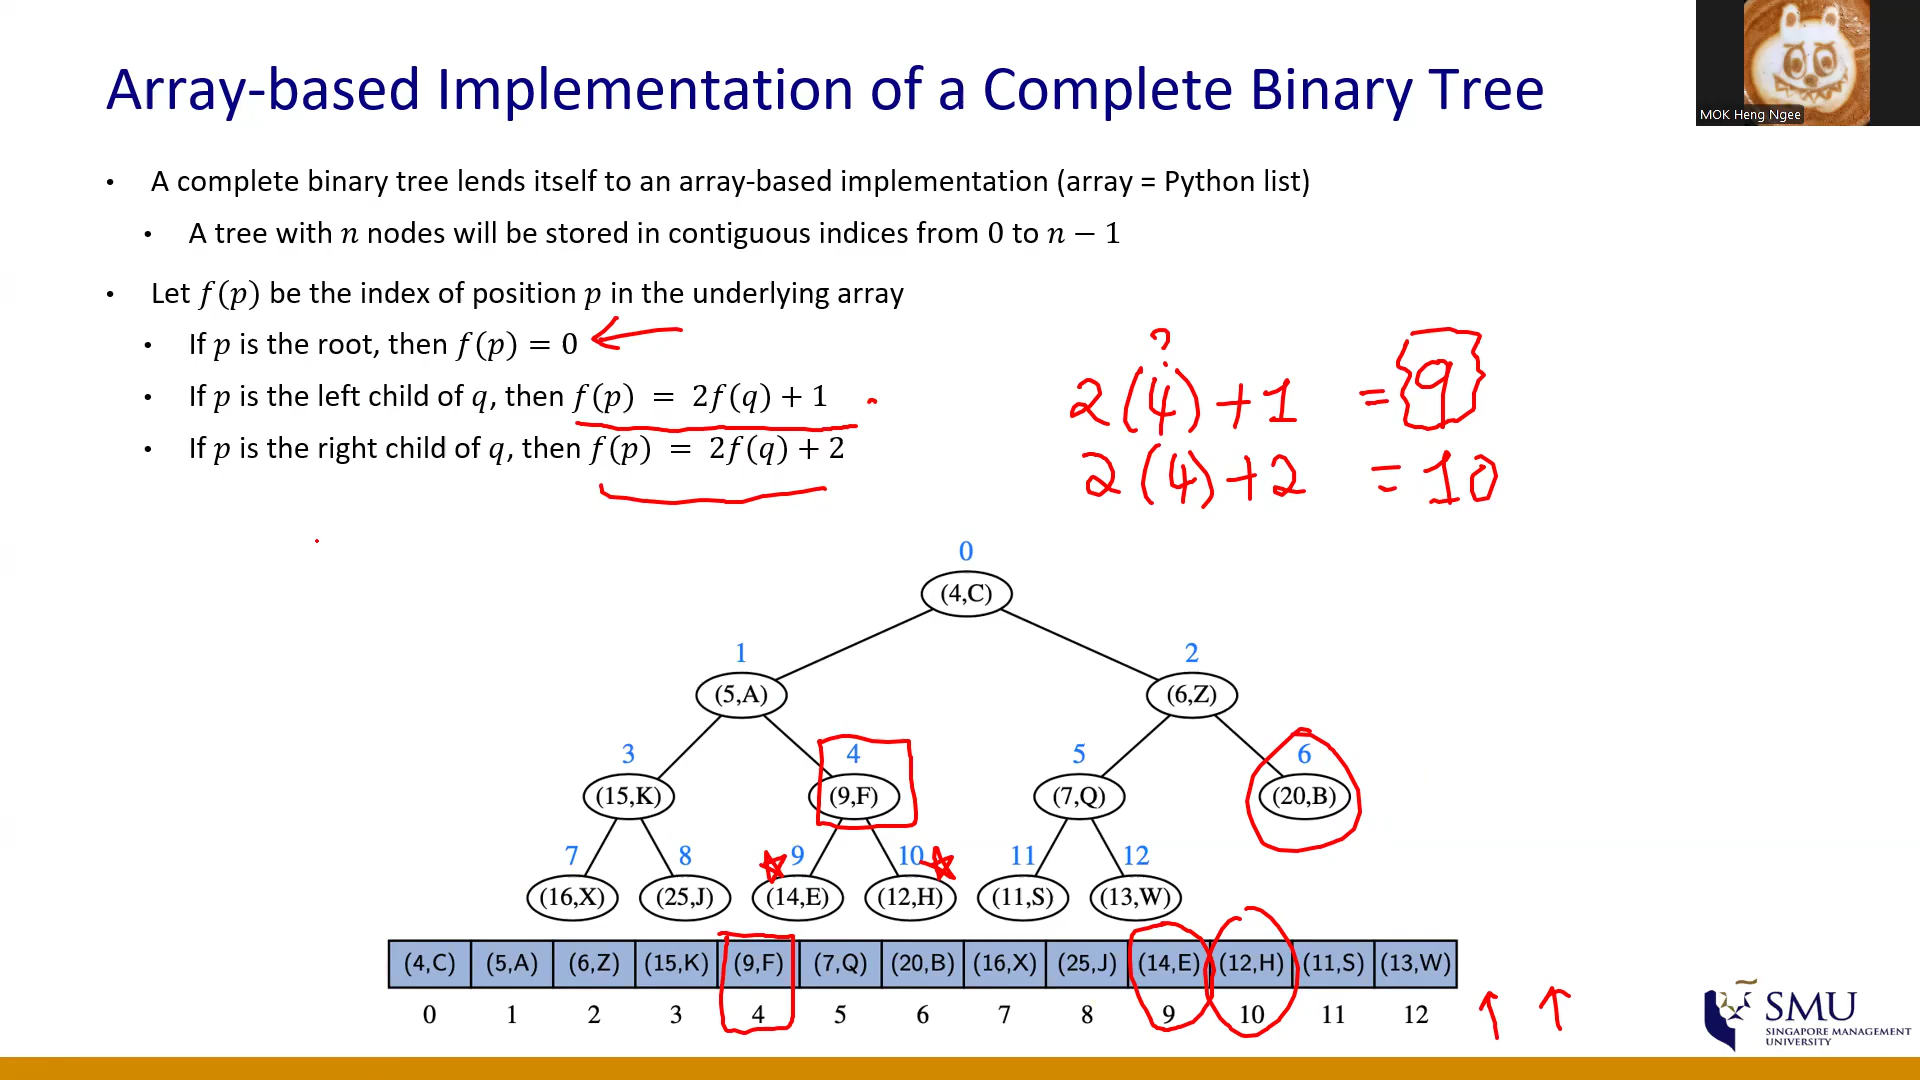 Array-based Implementation of a Complete Binary Tree
MOK Heng Ngee
• A complete binary tree lends itself to an array-based implementation (array = Python list)
• A tree with n nodes will be stored in contiguous indices from 0 to n − 1
• Let f(p) be the index of position p in the underlying array
• If p is the root, then f(p) = 0
• If p is the left child of q, then f(p) = 2f(q) + 1
• If p is the right child of q, then f(p) = 2f(q) + 2
?
2(4)+1 = 9
2(4)+2 = 10
0
(4,C)
1 2
(5,A) (6,Z)
3 4 5 6
(15,K) (9,F) (7,Q) (20,B)
7 8 9 10 11 12
(16,X) (25,J) (14,E) (12,H) (11,S) (13,W)
(4,C) (5,A) (6,Z) (15,K) (9,F) (7,Q) (20,B) (16,X) (25,J) (14,E) (12,H) (11,S) (13,W)
0 1 2 3 4 5 6 7 8 9 10 11 12
SMU
SINGAPORE MANAGEMENT
UNIVERSITY